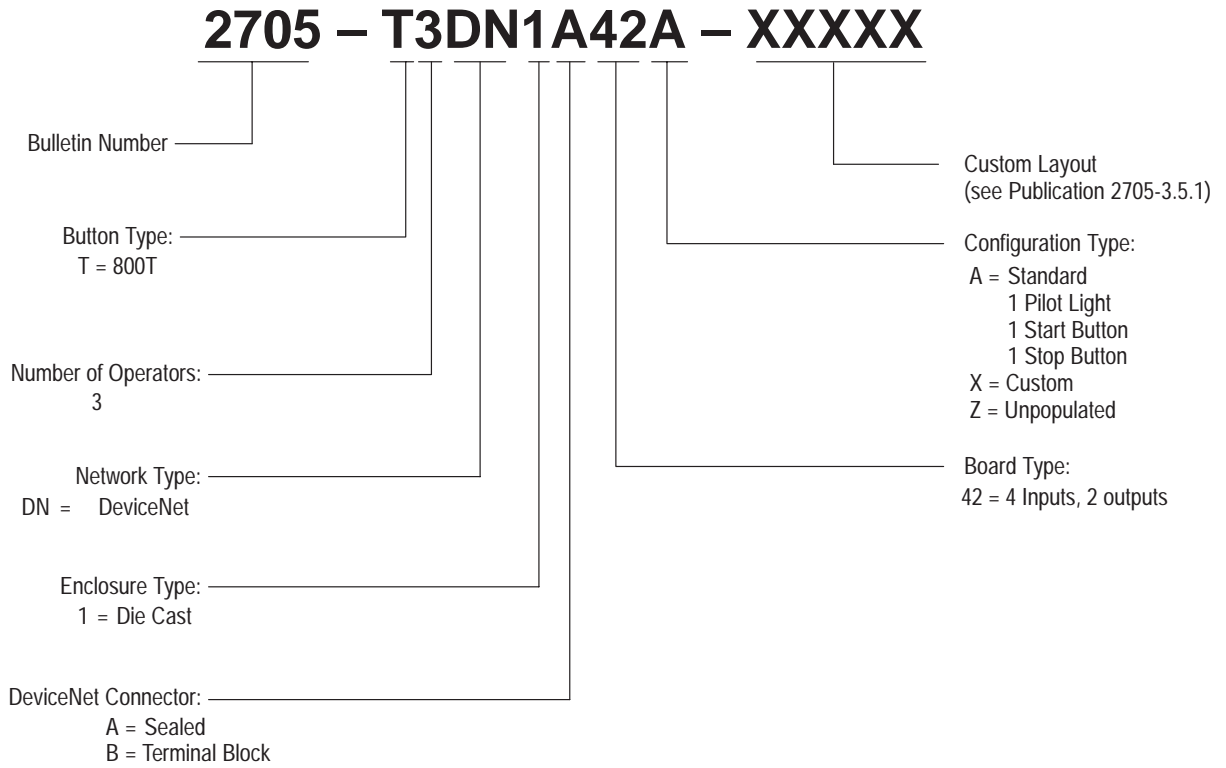 2705 – T3DN1A42A – XXXXX
Bulletin Number
Button Type:
T = 800T
Number of Operators:
3
Network Type:
DN = DeviceNet
Enclosure Type:
1 = Die Cast
DeviceNet Connector:
A = Sealed
B = Terminal Block
Custom Layout
(see Publication 2705-3.5.1)
Configuration Type:
A = Standard
1 Pilot Light
1 Start Button
1 Stop Button
X = Custom
Z = Unpopulated
Board Type:
42 = 4 Inputs, 2 outputs